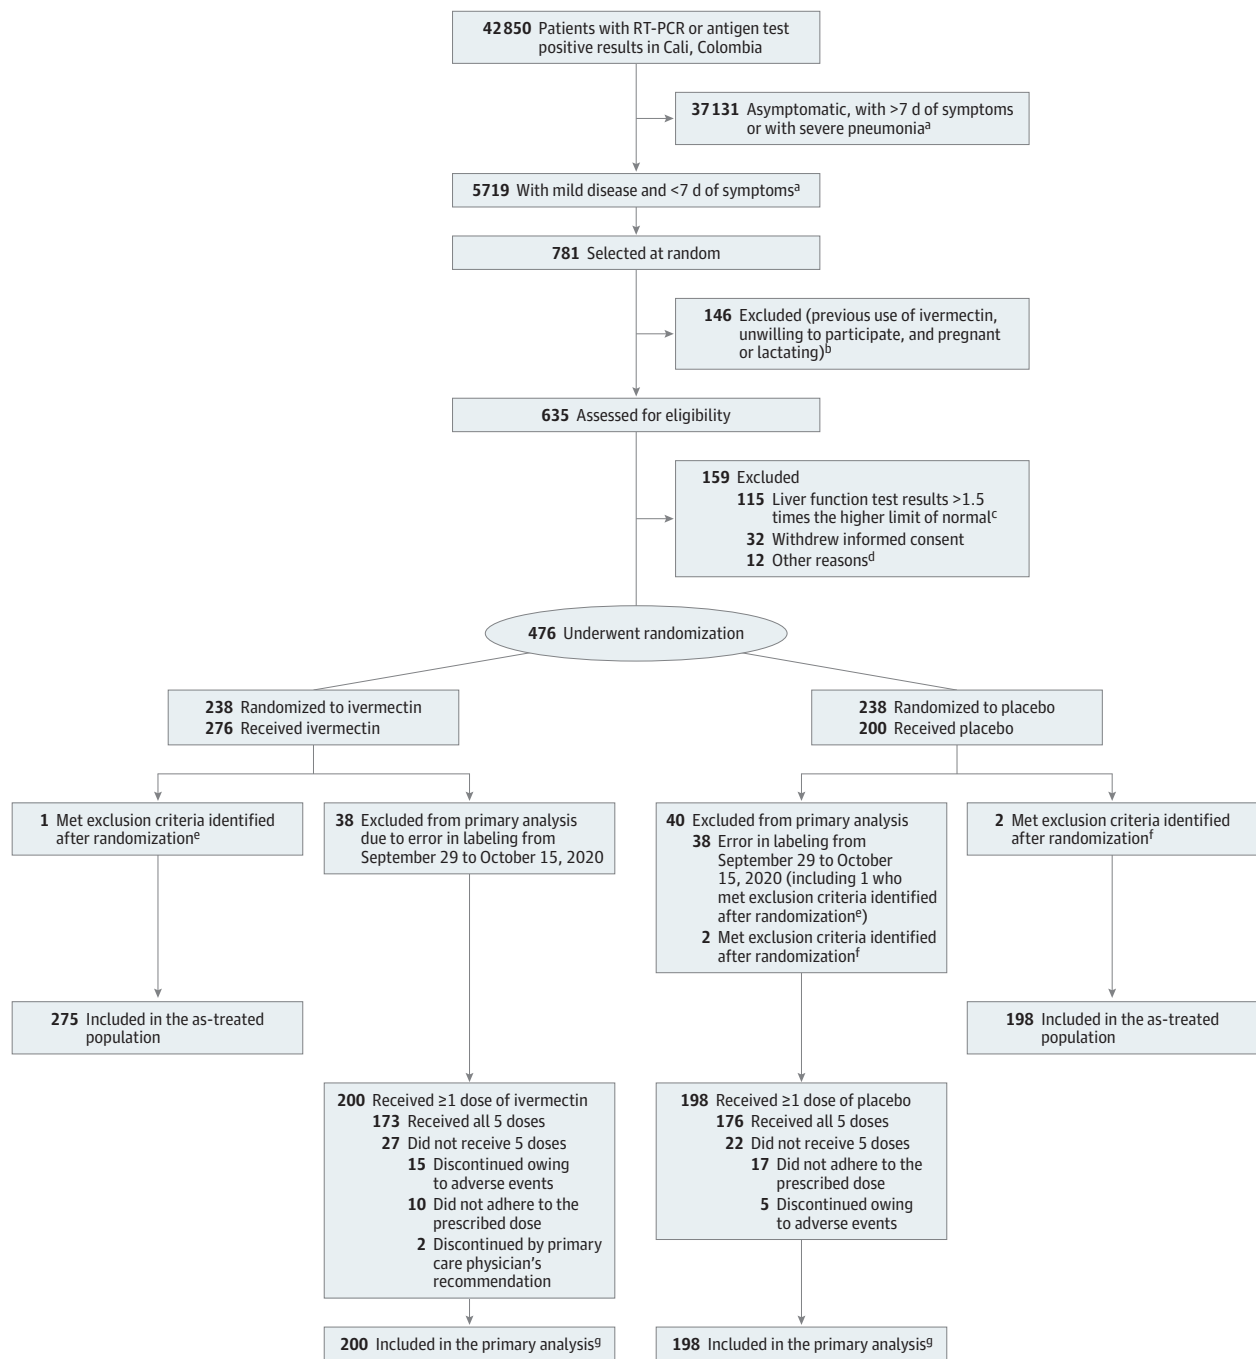 42 850 Patients with RT-PCR or antigen test
positive results in Cali, Colombia
37 131 Asymptomatic, with >7 d of symptoms
or with severe pneumoniaᵃ
5719 With mild disease and <7 d of symptomsᵃ
781 Selected at random
146 Excluded (previous use of ivermectin,
unwilling to participate, and pregnant
or lactating)ᵇ
635 Assessed for eligibility
159 Excluded
115 Liver function test results >1.5
times the higher limit of normalᶜ
32 Withdrew informed consent
12 Other reasonsᵈ
476 Underwent randomization
238 Randomized to ivermectin
276 Received ivermectin
238 Randomized to placebo
200 Received placebo
1 Met exclusion criteria identified
after randomizationᵉ
38 Excluded from primary analysis
due to error in labeling from
September 29 to October 15, 2020
40 Excluded from primary analysis
38 Error in labeling from
September 29 to October
15, 2020 (including 1 who
met exclusion criteria identified
after randomizationᵉ)
2 Met exclusion criteria identified
after randomizationᶠ
2 Met exclusion criteria identified
after randomizationᶠ
275 Included in the as-treated
population
198 Included in the as-treated
population
200 Received ≥1 dose of ivermectin
173 Received all 5 doses
27 Did not receive 5 doses
15 Discontinued owing
to adverse events
10 Did not adhere to the
prescribed dose
2 Discontinued by primary
care physician's
recommendation
198 Received ≥1 dose of placebo
176 Received all 5 doses
22 Did not receive 5 doses
17 Did not adhere to the
prescribed dose
5 Discontinued owing
to adverse events
200 Included in the primary analysisᵍ
198 Included in the primary analysisᵍ